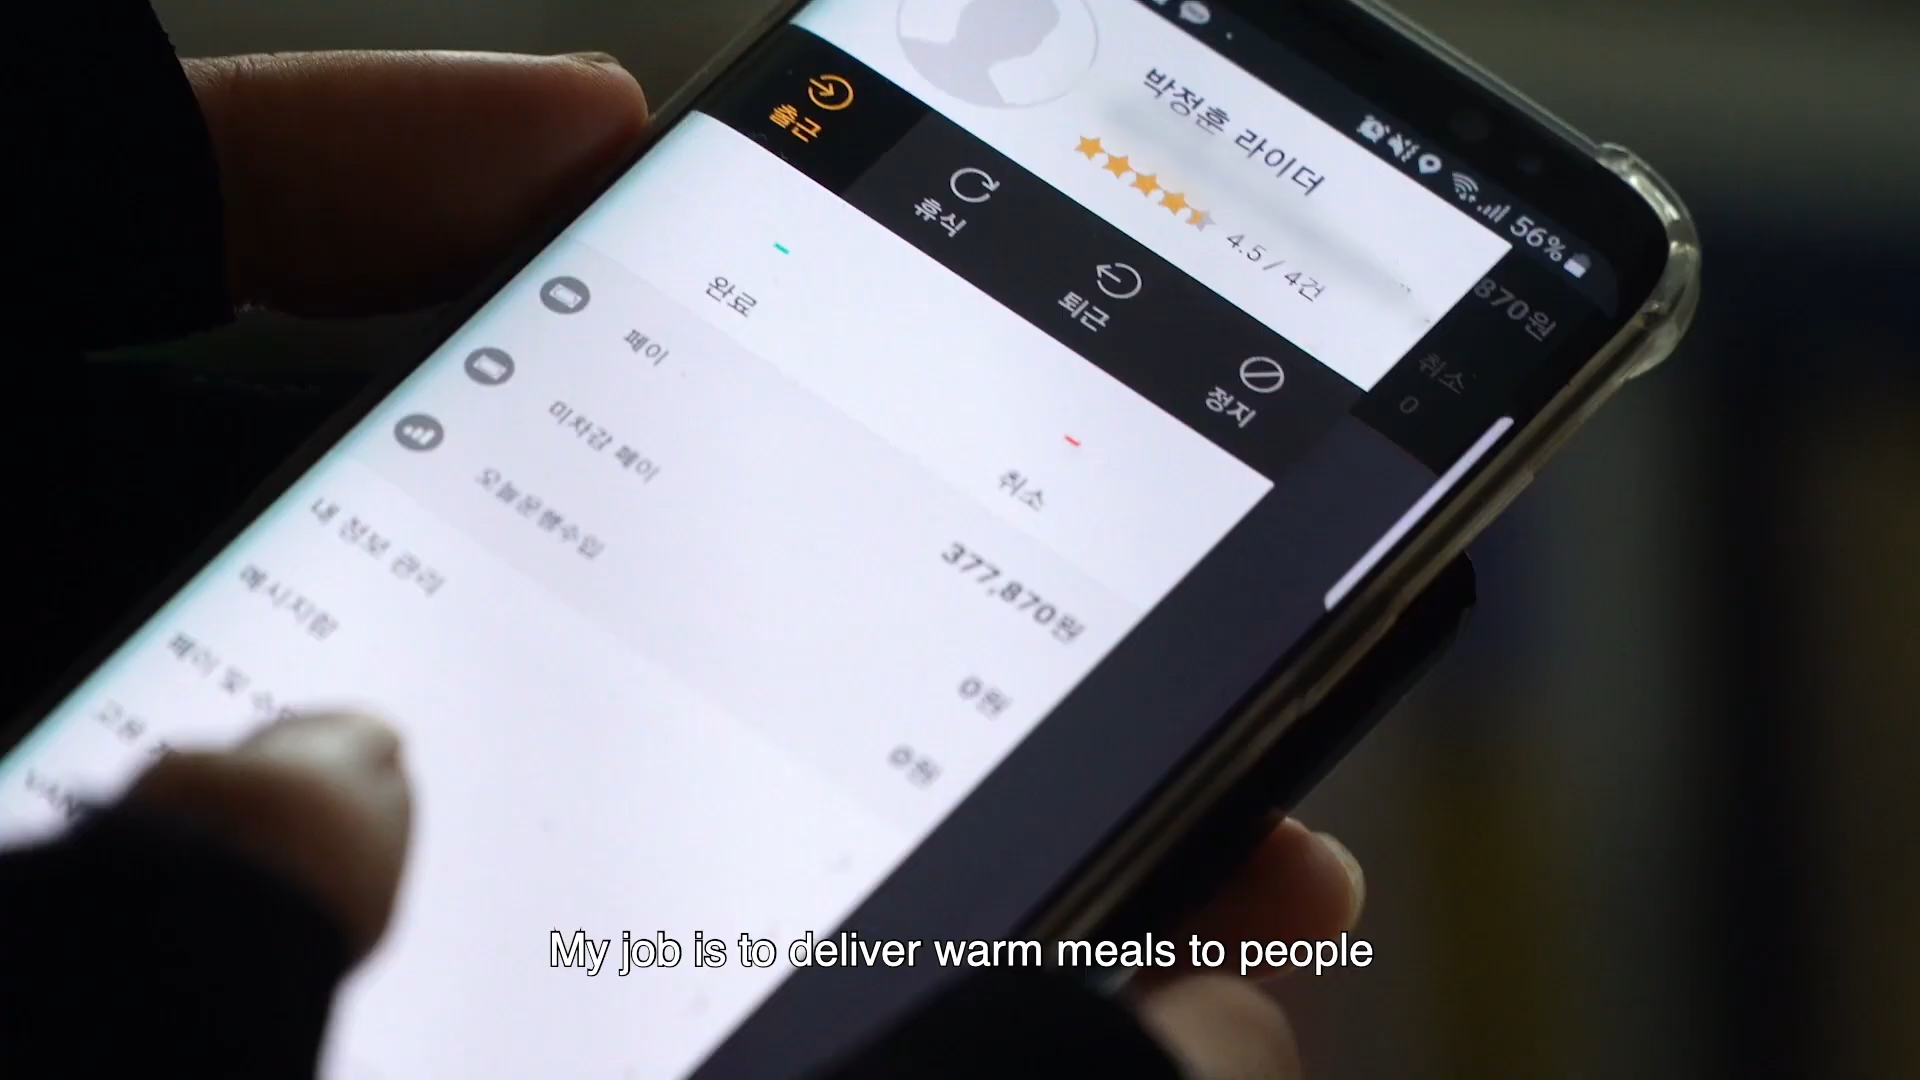 56%
박정훈 라이더
4.5 / 4건
출근
휴식
퇴근
정지
870원
취소
0
완료
취소
페이
377,870원
미차감 페이
0원
오늘운행수입
0원
내 정보 관리
메시지함
페이 및
My job is to deliver warm meals to people